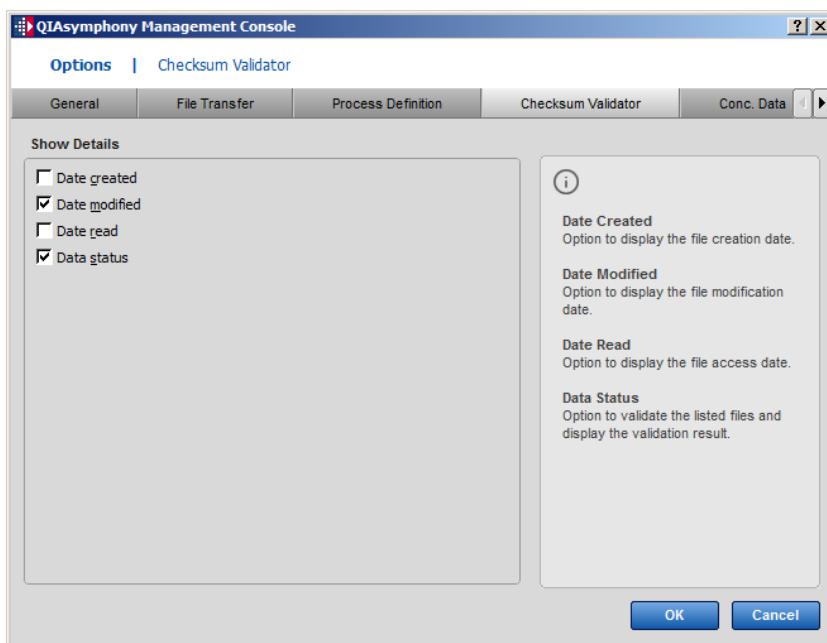 QIAsymphony Management Console
Options | Checksum Validator
General
File Transfer
Process Definition
Checksum Validator
Conc. Data
Show Details
Date created
Date modified
Date read
Data status
Date Created
Option to display the file creation date.
Date Modified
Option to display the file modification
date.
Date Read
Option to display the file access date.
Data Status
Option to validate the listed files and
display the validation result.
OK
Cancel